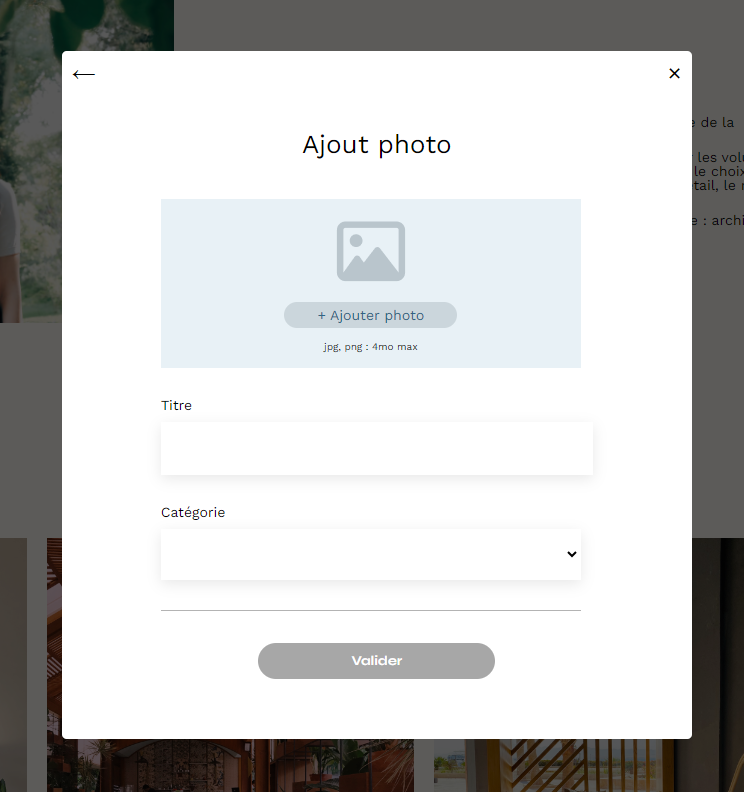 e de la
les volu
le choix
étail, le
e : archi
Ajout photo
+ Ajouter photo
jpg, png : 4mo max
Titre
Catégorie
Valider